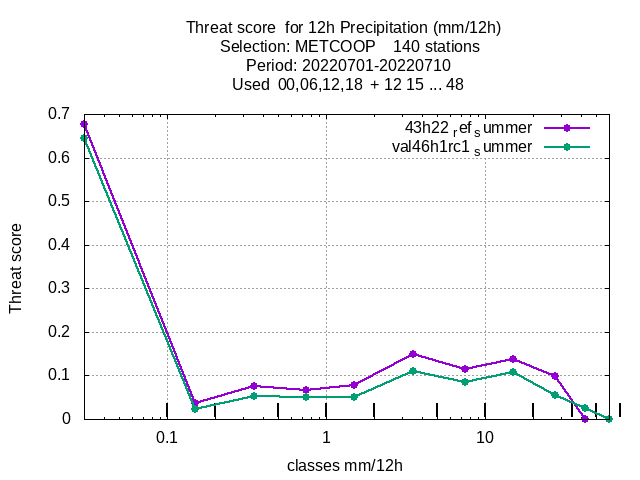 Threat score  for 12h Precipitation (mm/12h)
Selection: METCOOP    140 stations
Period: 20220701-20220710
Used  00,06,12,18  + 12 15 ... 48
43h22refsummer
val46h1rc1summer
0.7
0.6
0.5
0.4
0.3
0.2
0.1
0
Threat score
0.1 1 10
classes mm/12h